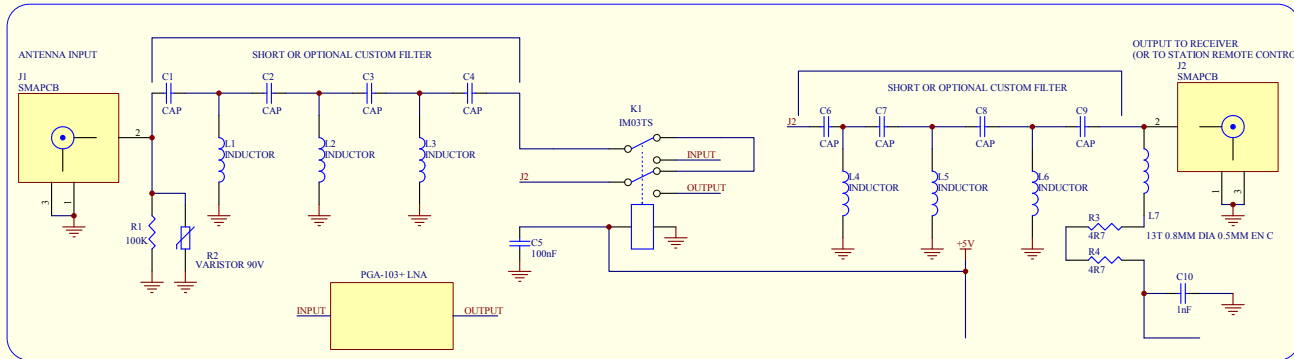 ANTENNA INPUT
J1
SMAPCB
2
3
1
SHORT OR OPTIONAL CUSTOM FILTER
C1
CAP
C2
CAP
C3
CAP
C4
CAP
L1
INDUCTOR
L2
INDUCTOR
L3
INDUCTOR
R1
100K
R2
VARISTOR 90V
K1
IM03TS
INPUT
J2
OUTPUT
C5
100nF
PGA-103+ LNA
INPUT
OUTPUT
SHORT OR OPTIONAL CUSTOM FILTER
J2
C6
CAP
C7
CAP
C8
CAP
C9
CAP
L4
INDUCTOR
L5
INDUCTOR
L6
INDUCTOR
+5V
OUTPUT TO RECEIVER
(OR TO STATION REMOTE CONTRO
J2
SMAPCB
2
1
3
L7
13T 0.8MM DIA 0.5MM EN C
R3
4R7
R4
4R7
C10
1nF